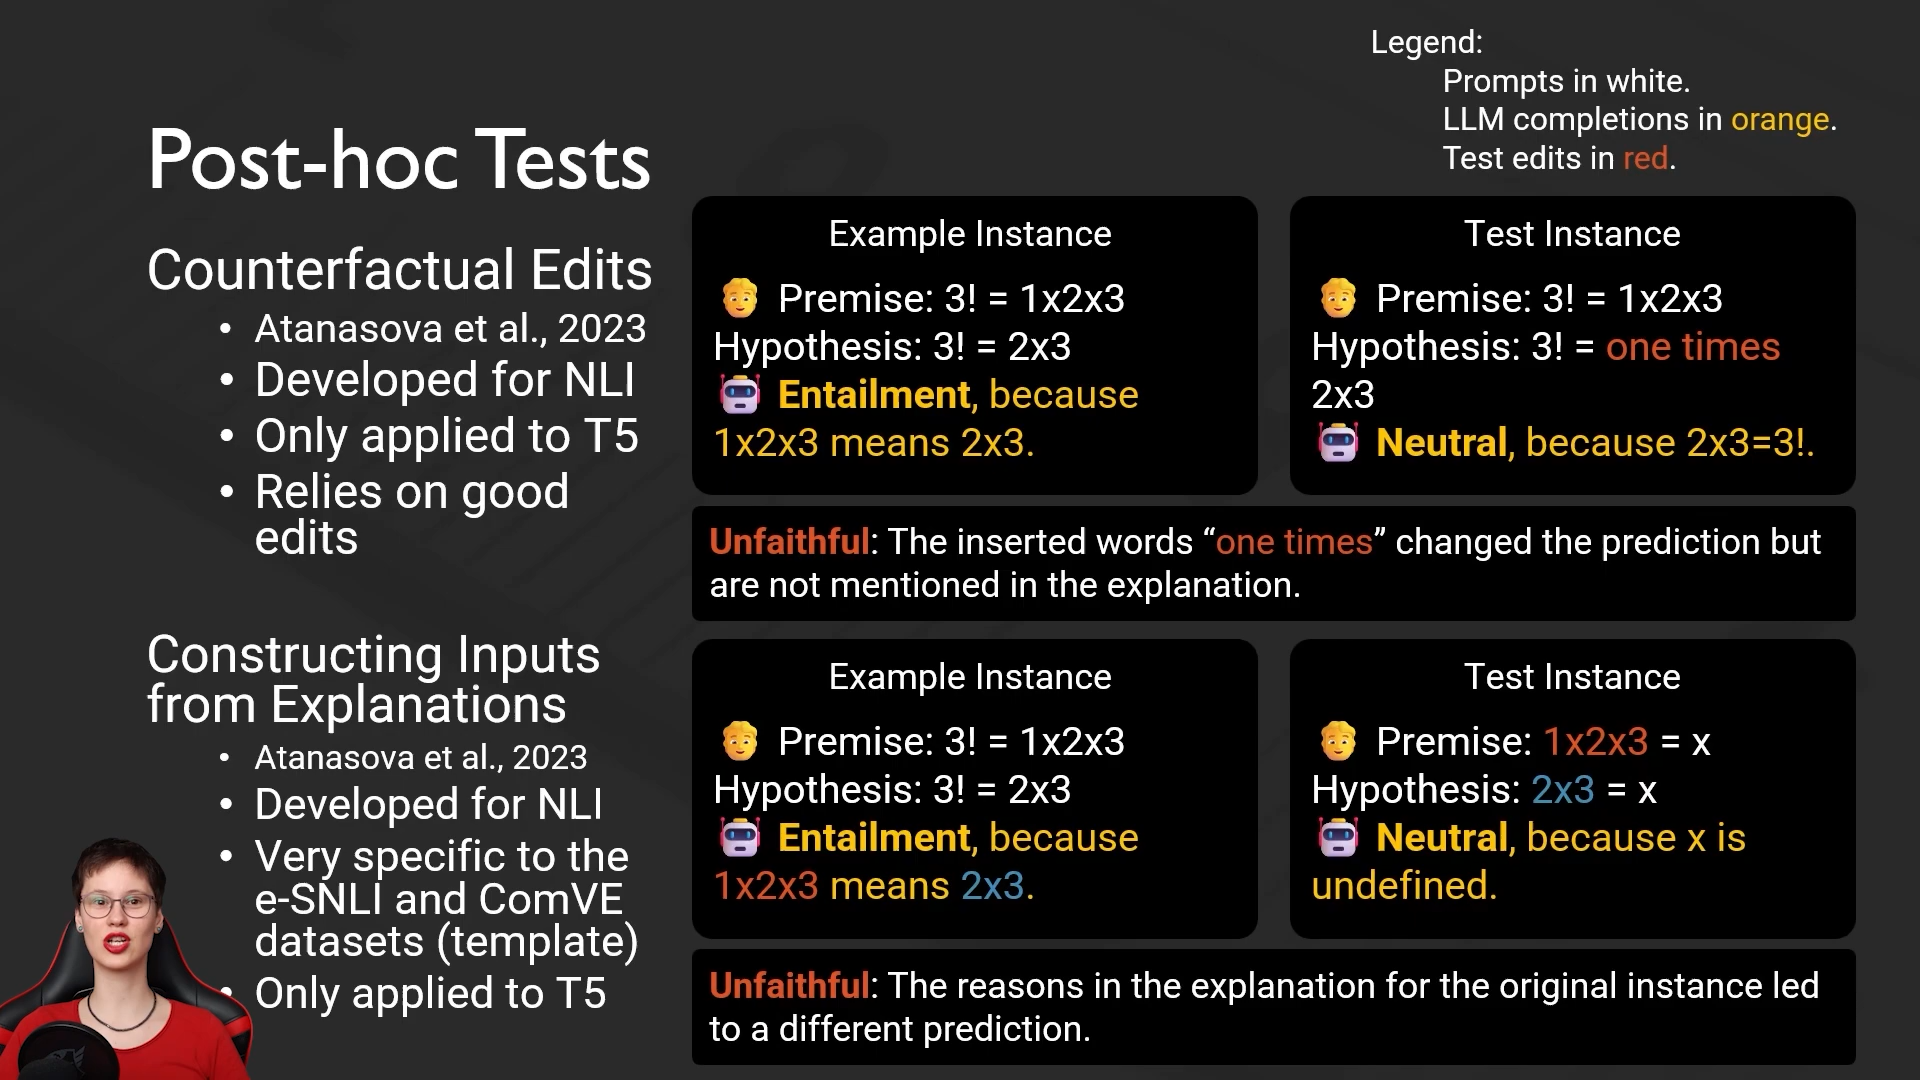 Legend:
Prompts in white.
LLM completions in orange.
Test edits in red.
Post-hoc Tests
Counterfactual Edits
• Atanasova et al., 2023
• Developed for NLI
• Only applied to T5
• Relies on good
edits
Example Instance
Premise: 3! = 1x2x3
Hypothesis: 3! = 2x3
Entailment, because
1x2x3 means 2x3.
Test Instance
Premise: 3! = 1x2x3
Hypothesis: 3! = one times
2x3
Neutral, because 2x3=3!.
Unfaithful: The inserted words “one times” changed the prediction but
are not mentioned in the explanation.
Constructing Inputs
from Explanations
• Atanasova et al., 2023
• Developed for NLI
• Very specific to the
e-SNLI and ComVE
datasets (template)
• Only applied to T5
Example Instance
Premise: 3! = 1x2x3
Hypothesis: 3! = 2x3
Entailment, because
1x2x3 means 2x3.
Test Instance
Premise: 1x2x3 = x
Hypothesis: 2x3 = x
Neutral, because x is
undefined.
Unfaithful: The reasons in the explanation for the original instance led
to a different prediction.